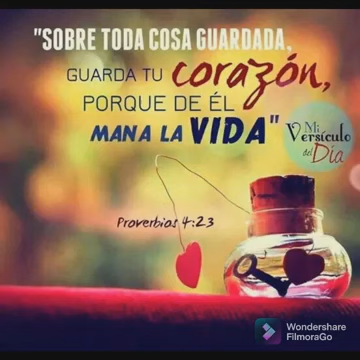 "SOBRE TODA COSA GUARDADA,
GUARDA TU corazón,
PORQUE DE ÉL
MANA LA VIDA"
Mi
Versículo
del
Día
Proverbios 4:23
Wondershare
FilmoraGo